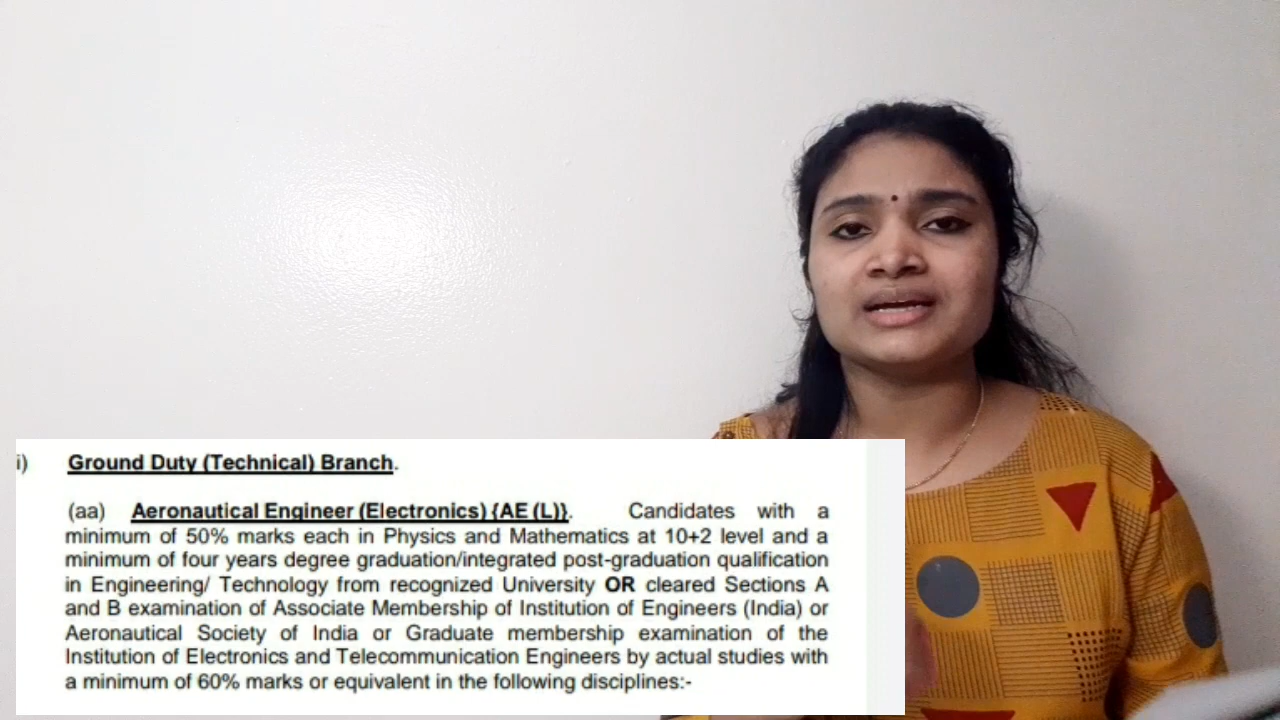 i) Ground Duty (Technical) Branch.
(aa) Aeronautical Engineer (Electronics) {AE (L)}. Candidates with a
minimum of 50% marks each in Physics and Mathematics at 10+2 level and a
minimum of four years degree graduation/integrated post-graduation qualification
in Engineering/ Technology from recognized University OR cleared Sections A
and B examination of Associate Membership of Institution of Engineers (India) or
Aeronautical Society of India or Graduate membership examination of the
Institution of Electronics and Telecommunication Engineers by actual studies with
a minimum of 60% marks or equivalent in the following disciplines:-